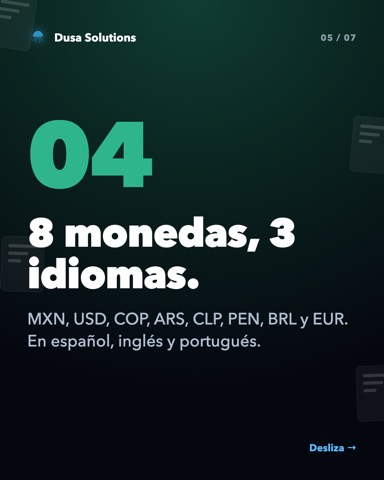 Dusa Solutions
05 / 07
04
8 monedas, 3
idiomas.
MXN, USD, COP, ARS, CLP, PEN, BRL y EUR.
En español, inglés y portugués.
Desliza →